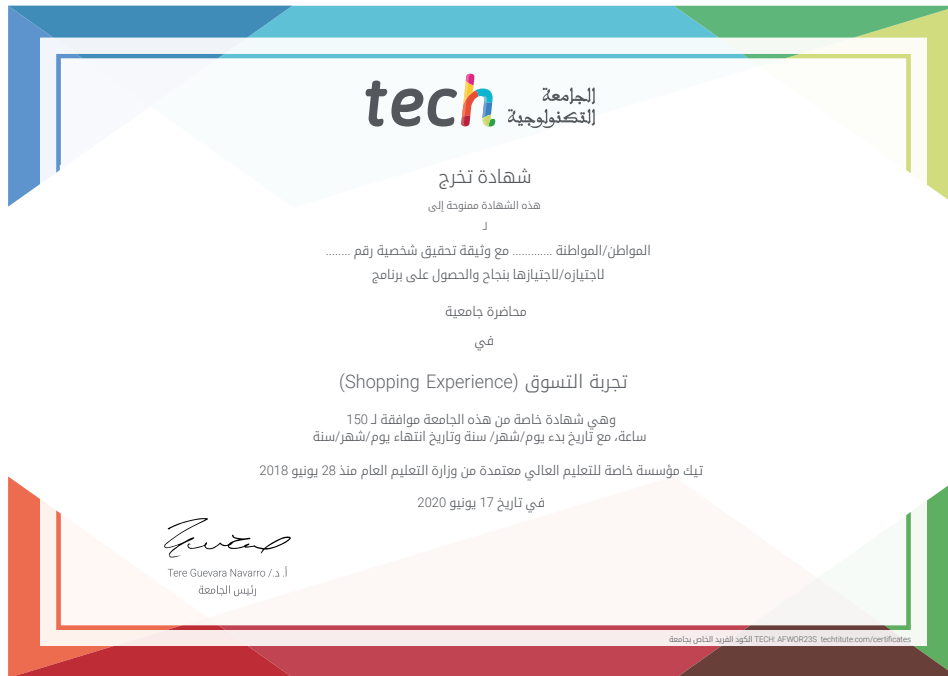 tech الجامعة
التكنولوجية
شهادة تخرج
هذه الشهادة ممنوحة إلى
لـ
المواطن/المواطنة ............ مع وثيقة تحقيق شخصية رقم ........
لاجتيازه/لاجتيازها بنجاح والحصول على برنامج
محاضرة جامعية
في
تجربة التسوق (Shopping Experience)
وهي شهادة خاصة من هذه الجامعة موافقة لـ 150
ساعة، مع تاريخ بدء يوم/شهر/ سنة وتاريخ انتهاء يوم/شهر/سنة
تيك مؤسسة خاصة للتعليم العالي معتمدة من وزارة التعليم العام منذ 28 يونيو 2018
في تاريخ 17 يونيو 2020
أ. د./ Tere Guevara Navarro
رئيس الجامعة
الكود الفريد الخاص بجامعة TECH: AFWOR23S techtitute.com/certificates